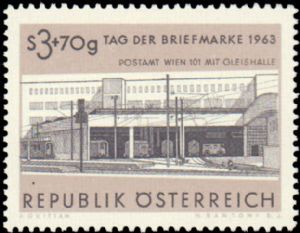 S3+70g TAG DER BRIEFMARKE 1963
POSTAMT WIEN 101 MIT GLEISHALLE
REPUBLIK ÖSTERREICH